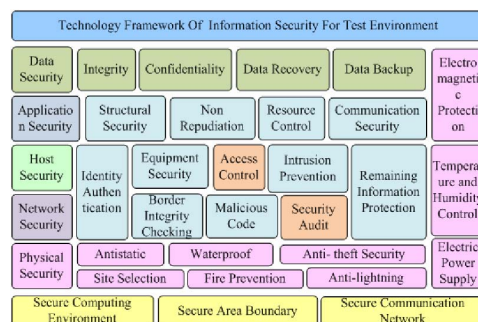 Technology Framework Of Information Security For Test Environment
Data
Security
Integrity
Confidentiality
Data Recovery
Data Backup
Electro
magneti
c
Protecti
on
Applicatio
n Security
Structural
Security
Non
Repudiation
Resource
Control
Communication
Security
Host
Security
Identity
Authen
tication
Equipment
Security
Access
Control
Intrusion
Prevention
Remaining
Information
Protection
Temperat
ure and
Humidity
Control
Network
Security
Border
Integrity
Checking
Malicious
Code
Security
Audit
Physical
Security
Antistatic
Waterproof
Anti- theft Security
Electric
Power
Supply
Site Selection
Fire Prevention
Anti-lightning
Secure Computing
Environment
Secure Area Boundary
Secure Communication
Network